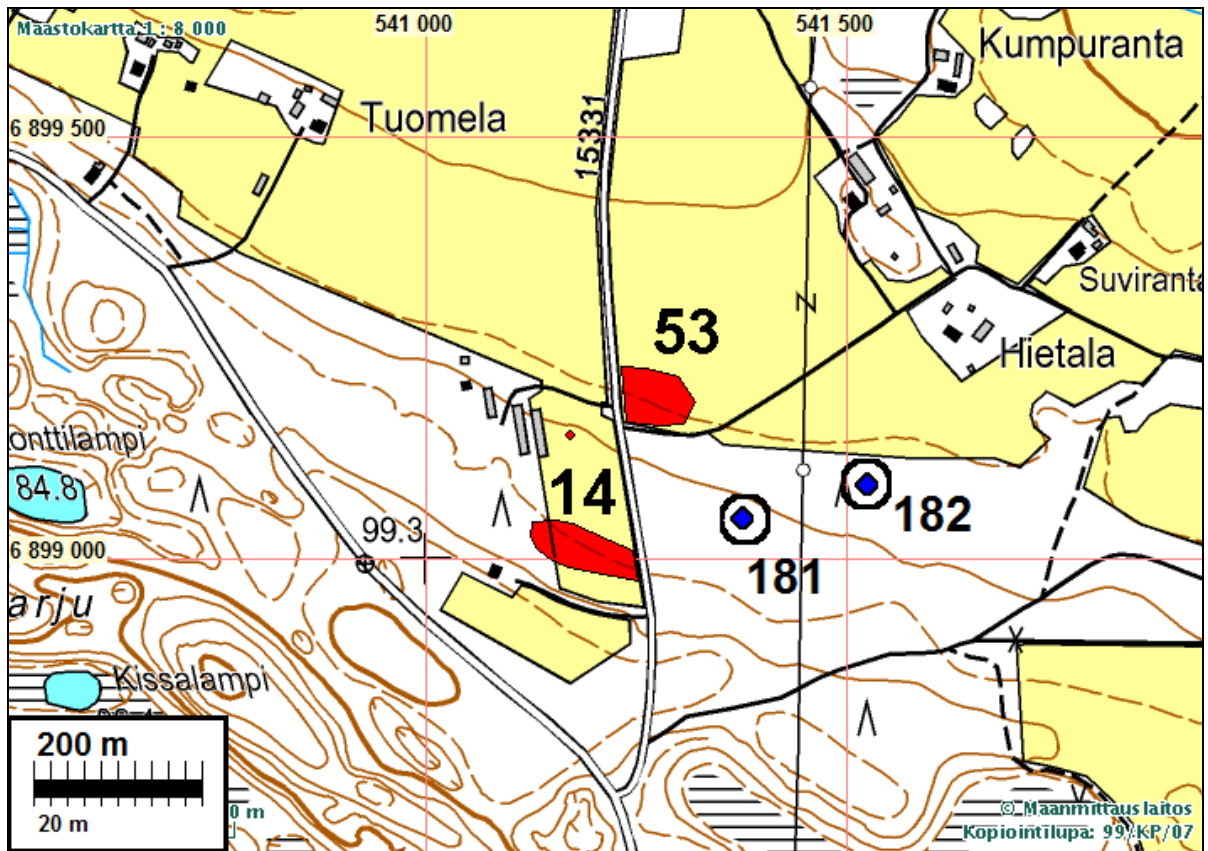 Maastokartta 1 : 8 000
541 000
541 500
Kumpuranta
Tuomela
15331
6 899 500
Suviranta
53
Hietala
onttilampi
84.8
14
99.3
182
181
6 899 000
arju
Kissalampi
200 m
20 m
0 m
© Maanmittauslaitos
Kopiointilupa: 99/KP/07